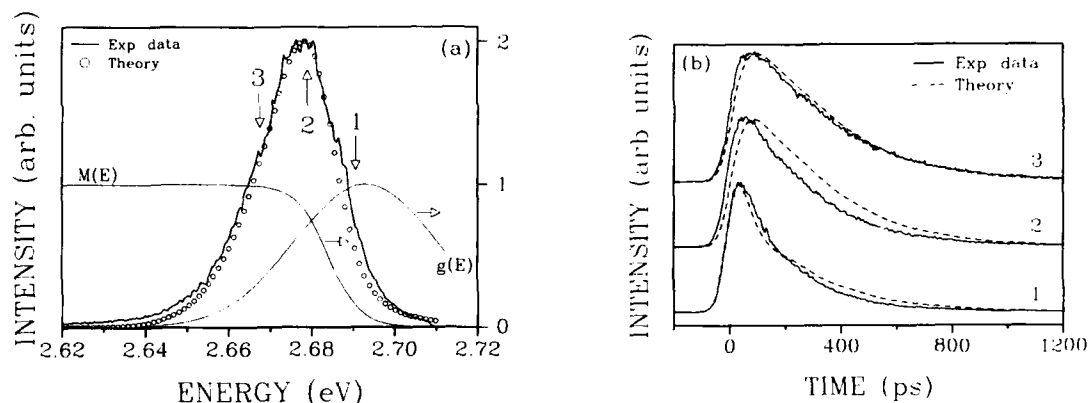 INTENSITY (arb. units)
Exp data
Theory
(a)
2
3
1
2
M(E)
1
g(E)
0
2.62 2.64 2.66 2.68 2.70 2.72
ENERGY (eV)
INTENSITY (arb units)
(b)
Exp data
Theory
3
2
1
0 400 800 1200
TIME (ps)